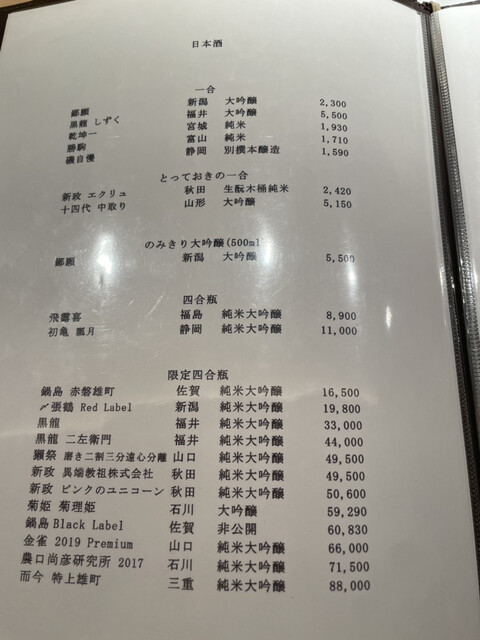 日本酒
一合
鄙願 新潟 大吟醸 2,300
黒龍 しずく 福井 大吟醸 5,500
乾坤一 宮城 純米 1,930
勝駒 富山 純米 1,710
磯自慢 静岡 別撰本醸造 1,590
とっておきの一合
新政 エクリュ 秋田 生酛木桶純米 2,420
十四代 中取り 山形 大吟醸 5,150
のみきり大吟醸(500ml
鄙願 新潟 大吟醸 5,500
四合瓶
飛露喜 福島 純米大吟醸 8,900
初亀 朧月 静岡 純米大吟醸 11,000
限定四合瓶
鍋島 赤磐雄町 佐賀 純米大吟醸 16,500
〆張鶴 Red Label 新潟 純米大吟醸 19,800
黒龍 福井 純米大吟醸 33,000
黒龍 二左衛門 福井 純米大吟醸 44,000
獺祭 磨き二割三分遠心分離 山口 純米大吟醸 49,500
新政 異端教祖株式会社 秋田 純米大吟醸 49,500
新政 ピンクのユニコーン 秋田 純米大吟醸 50,600
菊姫 菊理姫 石川 大吟醸 59,290
鍋島 Black Label 佐賀 非公開 60,830
金雀 2019 Premium 山口 純米大吟醸 66,000
農口尚彦研究所 2017 石川 純米大吟醸 71,500
而今 特上雄町 三重 純米大吟醸 88,000